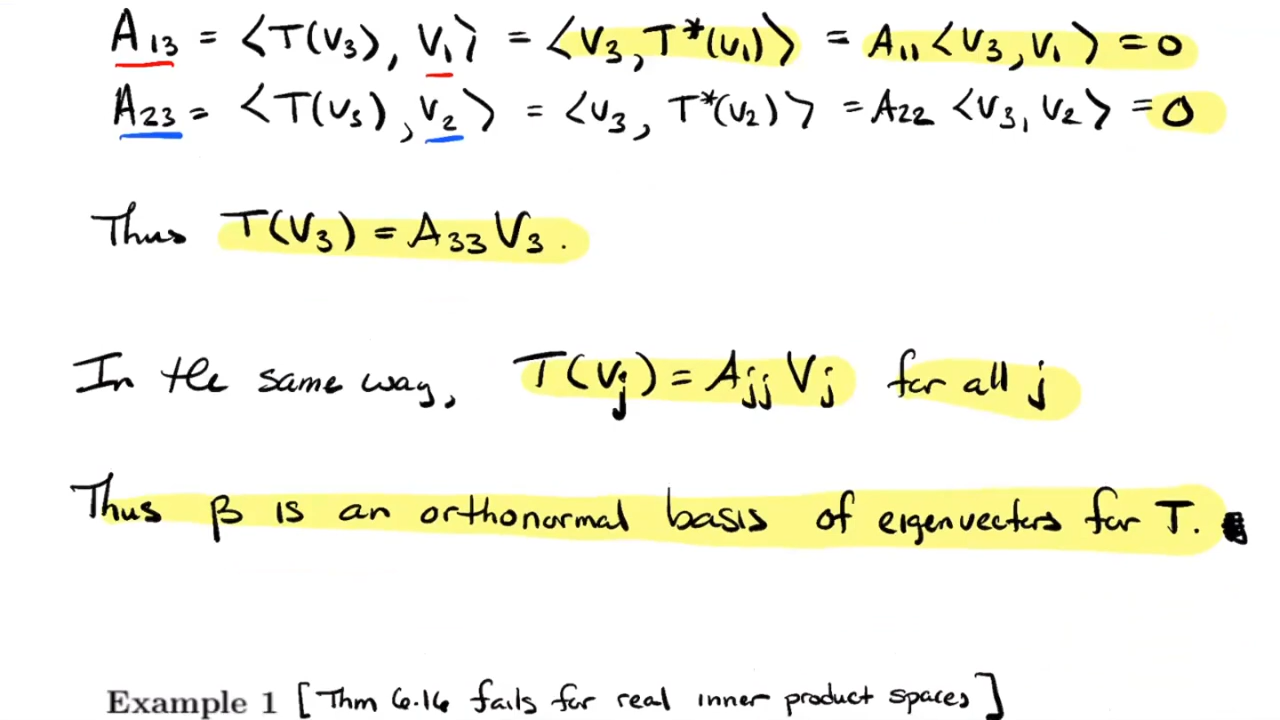 A₁₃ = ⟨T(v₃), v₁⟩ = ⟨v₃, T*(v₁)⟩ = A₁₁⟨v₃, v₁⟩ = 0
A₂₃ = ⟨T(v₃), v₂⟩ = ⟨v₃, T*(v₂)⟩ = A₂₂ ⟨v₃, v₂⟩ = 0
Thus T(v₃) = A₃₃ v₃.
In the same way, T(vⱼ) = Aⱼⱼ vⱼ for all j
Thus β is an orthonormal basis of eigenvectors for T.
Example 1 [Thm 6.16 fails for real inner product spaces]